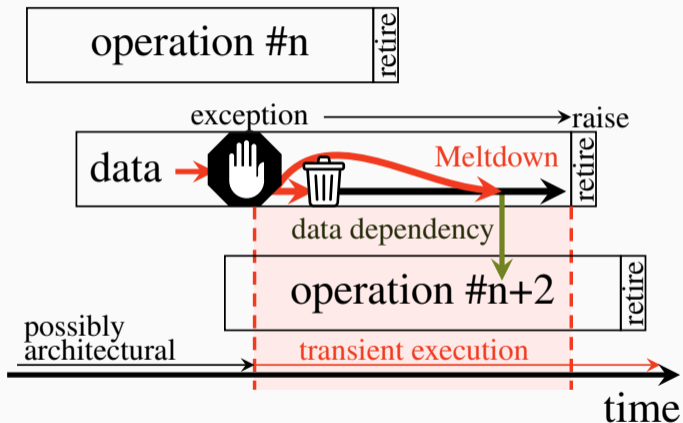 operation #n
retire
exception
raise
data
Meltdown
retire
data dependency
operation #n+2
retire
possibly
architectural
transient execution
time